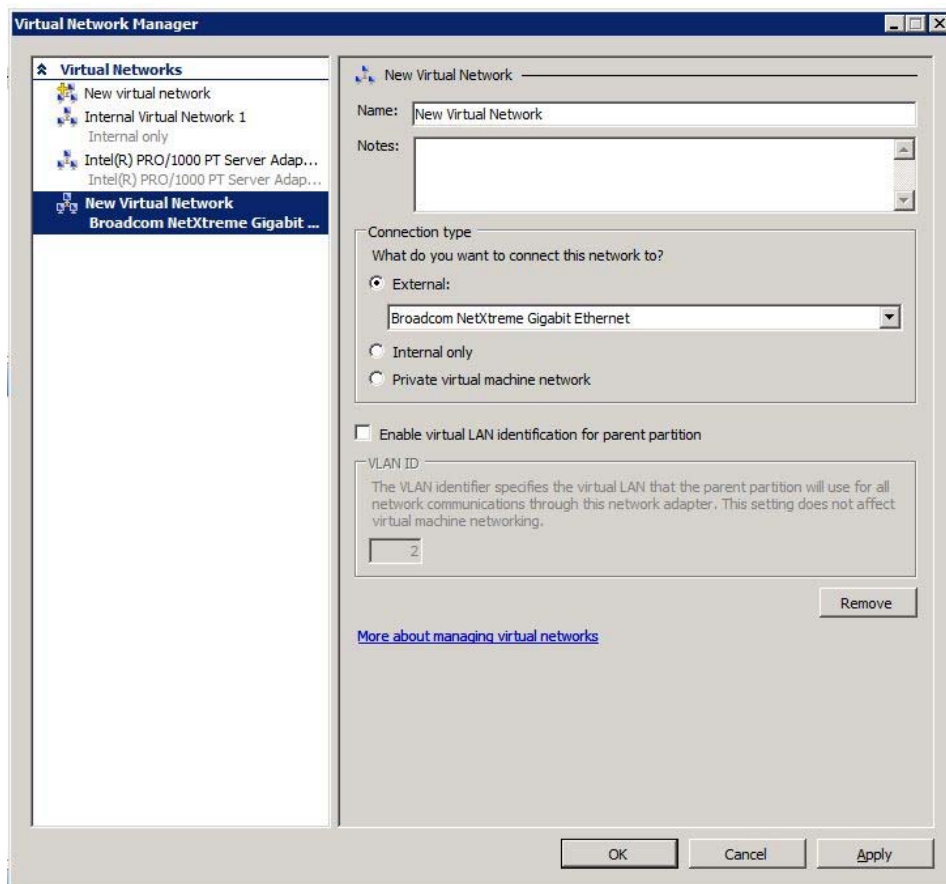 Virtual Network Manager
Virtual Networks
New virtual network
Internal Virtual Network 1
Internal only
Intel(R) PRO/1000 PT Server Adap...
Intel(R) PRO/1000 PT Server Adap...
New Virtual Network
Broadcom NetXtreme Gigabit ...
New Virtual Network
Name: New Virtual Network
Notes:
Connection type
What do you want to connect this network to?
External:
Broadcom NetXtreme Gigabit Ethernet
Internal only
Private virtual machine network
Enable virtual LAN identification for parent partition
VLAN ID
The VLAN identifier specifies the virtual LAN that the parent partition will use for all
network communications through this network adapter. This setting does not affect
virtual machine networking.
2
Remove
More about managing virtual networks
OK Cancel Apply